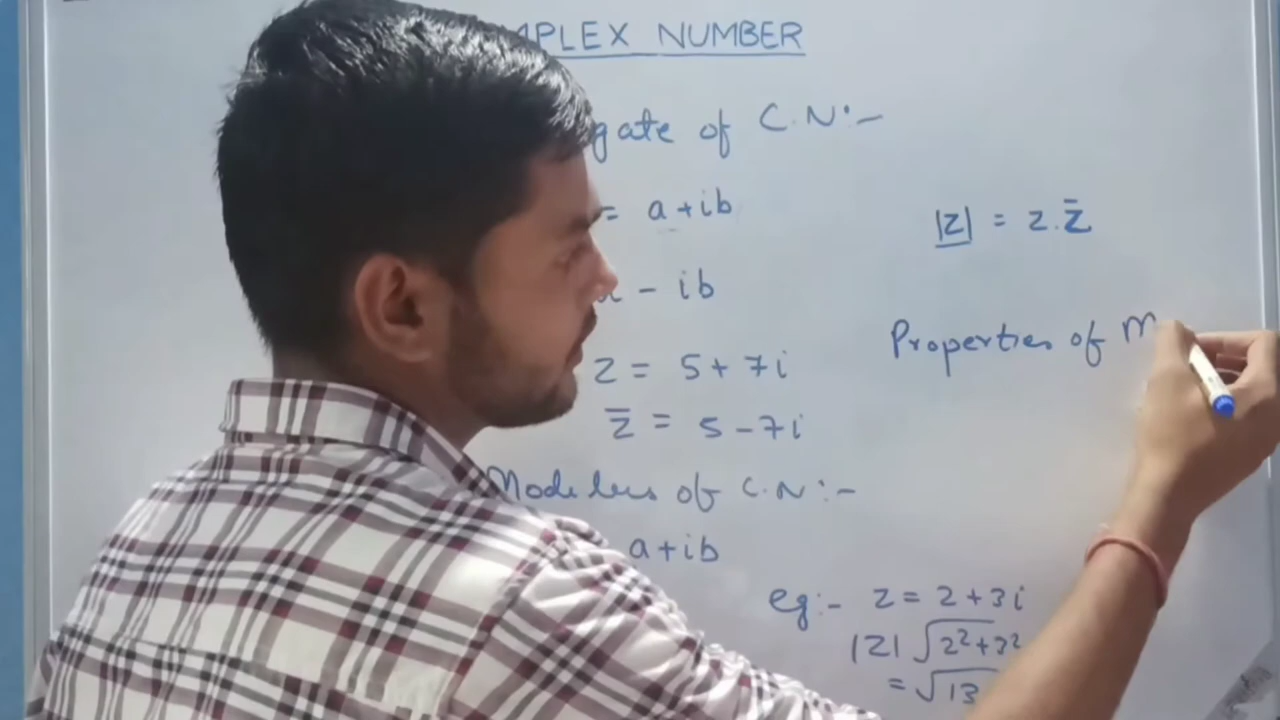 MPLEX NUMBER
gate of C.N:-
= a+ib
- ib
z = 5+7i
z̅ = 5-7i
Modulus of C.N:-
a+ib
|z| = z.z̅
Properties of M
eg:- z = 2+3i
|z| √2²+3²
= √13